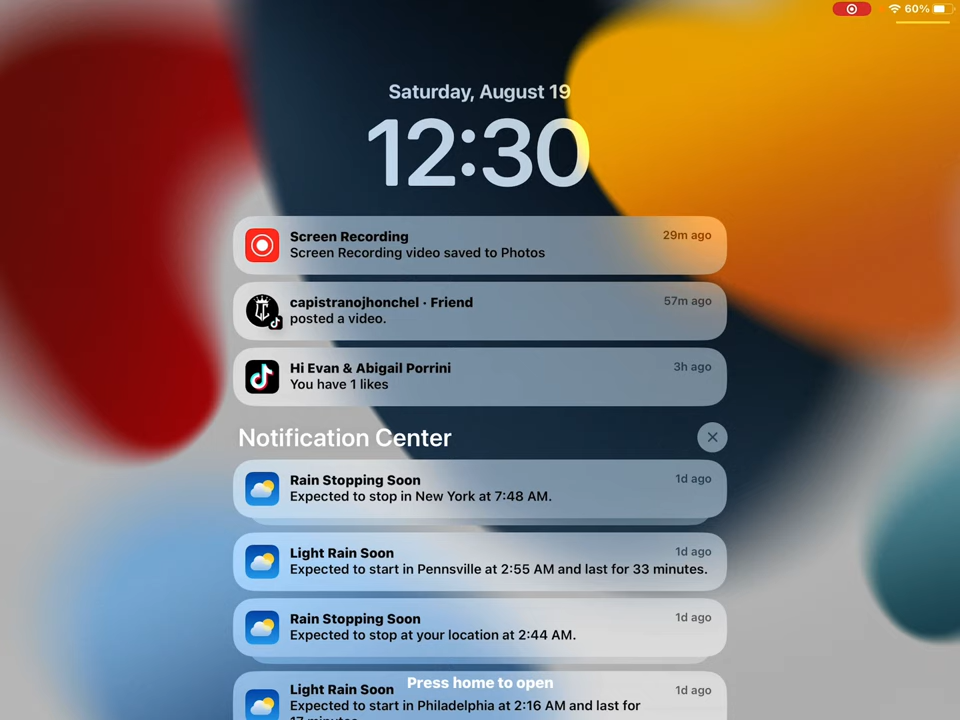 60%
Saturday, August 19
12:30
Screen Recording
29m ago
Screen Recording video saved to Photos
capistranojhonchel · Friend
57m ago
posted a video.
Hi Evan & Abigail Porrini
3h ago
You have 1 likes
Notification Center
Rain Stopping Soon
1d ago
Expected to stop in New York at 7:48 AM.
Light Rain Soon
1d ago
Expected to start in Pennsville at 2:55 AM and last for 33 minutes.
Rain Stopping Soon
1d ago
Expected to stop at your location at 2:44 AM.
Press home to open
Light Rain Soon
1d ago
Expected to start in Philadelphia at 2:16 AM and last for
17 minutes.